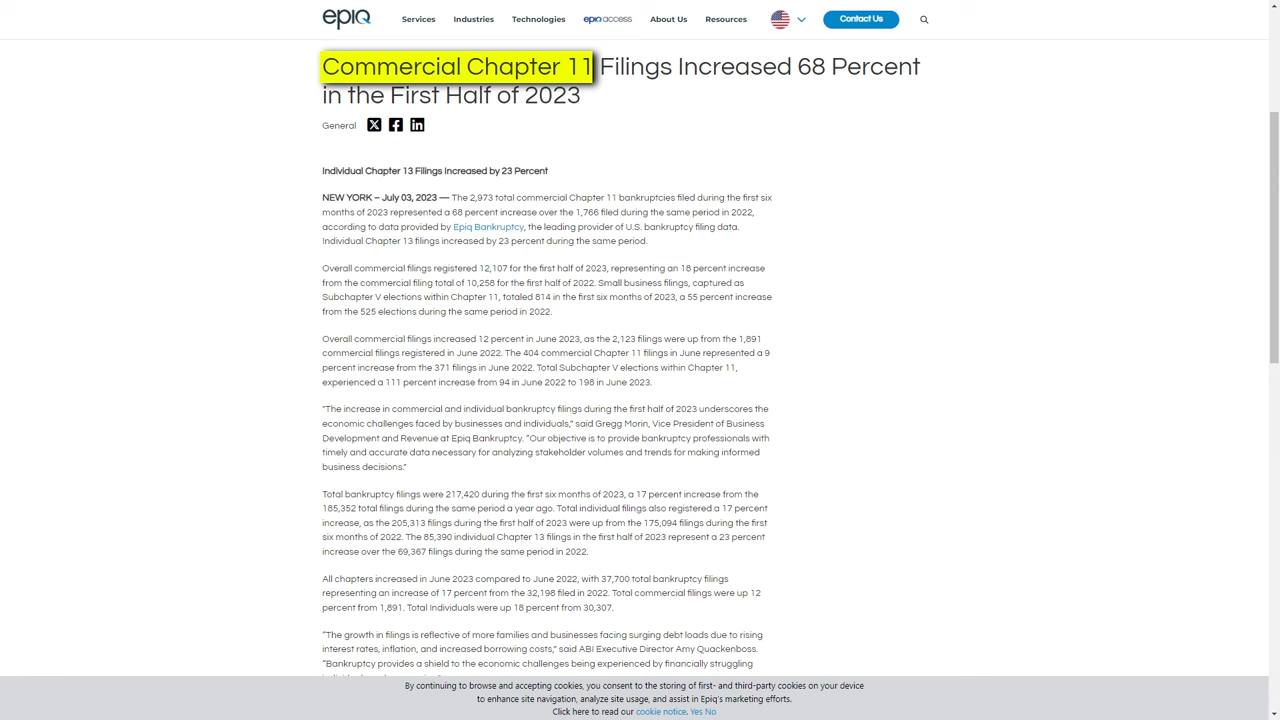 epiq
Services Industries Technologies epiq access About Us Resources Contact Us
Commercial Chapter 11 Filings Increased 68 Percent
in the First Half of 2023
General
Individual Chapter 13 Filings Increased by 23 Percent
NEW YORK – July 03, 2023 — The 2,973 total commercial Chapter 11 bankruptcies filed during the first six
months of 2023 represented a 68 percent increase over the 1,766 filed during the same period in 2022,
according to data provided by Epiq Bankruptcy, the leading provider of U.S. bankruptcy filing data.
Individual Chapter 13 filings increased by 23 percent during the same period.
Overall commercial filings registered 12,107 for the first half of 2023, representing an 18 percent increase
from the commercial filing total of 10,258 for the first half of 2022. Small business filings, captured as
Subchapter V elections within Chapter 11, totaled 814 in the first six months of 2023, a 55 percent increase
from the 525 elections during the same period in 2022.
Overall commercial filings increased 12 percent in June 2023, as the 2,123 filings were up from the 1,891
commercial filings registered in June 2022. The 404 commercial Chapter 11 filings in June represented a 9
percent increase from the 371 filings in June 2022. Total Subchapter V elections within Chapter 11,
experienced a 111 percent increase from 94 in June 2022 to 198 in June 2023.
"The increase in commercial and individual bankruptcy filings during the first half of 2023 underscores the
economic challenges faced by businesses and individuals," said Gregg Morin, Vice President of Business
Development and Revenue at Epiq Bankruptcy. "Our objective is to provide bankruptcy professionals with
timely and accurate data necessary for analyzing stakeholder volumes and trends for making informed
business decisions."
Total bankruptcy filings were 217,420 during the first six months of 2023, a 17 percent increase from the
185,352 total filings during the same period a year ago. Total individual filings also registered a 17 percent
increase, as the 205,313 filings during the first half of 2023 were up from the 175,094 filings during the first
six months of 2022. The 85,390 individual Chapter 13 filings in the first half of 2023 represent a 23 percent
increase over the 69,367 filings during the same period in 2022.
All chapters increased in June 2023 compared to June 2022, with 37,700 total bankruptcy filings
representing an increase of 17 percent from the 32,198 filed in 2022. Total commercial filings were up 12
percent from 1,891. Total Individuals were up 18 percent from 30,307.
"The growth in filings is reflective of more families and businesses facing surging debt loads due to rising
interest rates, inflation, and increased borrowing costs," said ABI Executive Director Amy Quackenboss.
"Bankruptcy provides a shield to the economic challenges being experienced by financially struggling
By continuing to browse and accepting cookies, you consent to the storing of first- and third-party cookies on your device
to enhance site navigation, analyze site usage, and assist in Epiq's marketing efforts.
Click here to read our cookie notice. Yes No